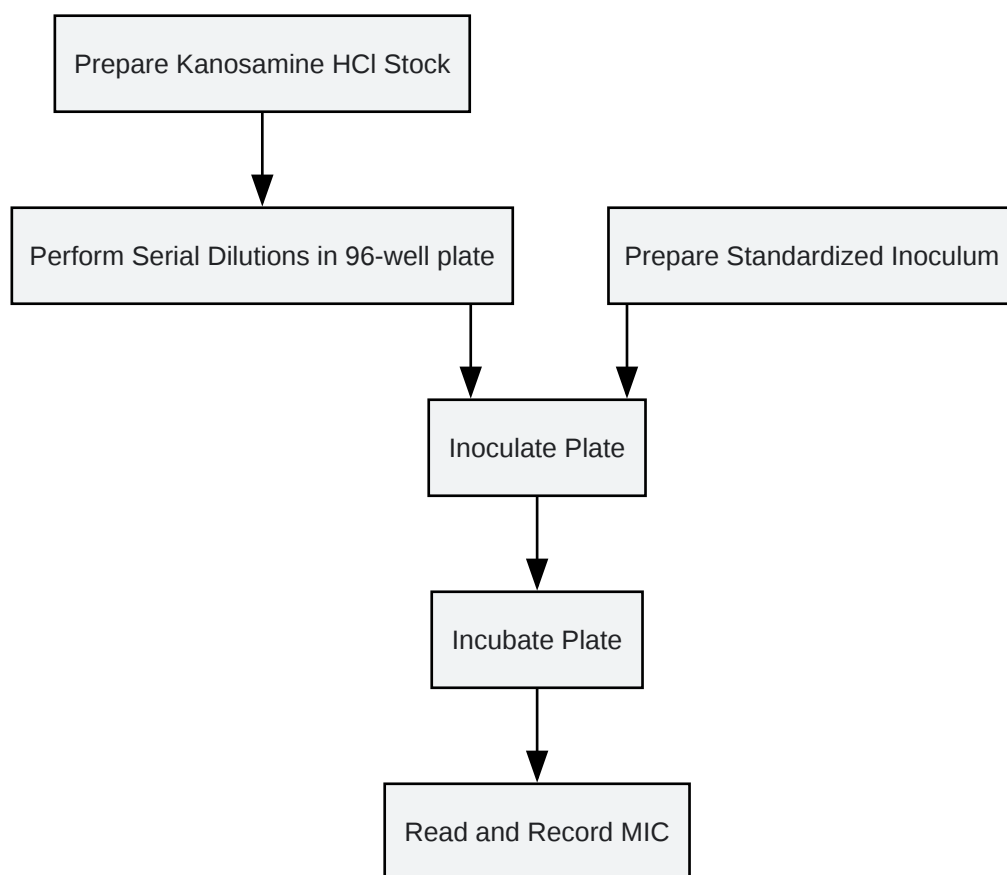 Prepare Kanosamine HCl Stock
Perform Serial Dilutions in 96-well plate
Prepare Standardized Inoculum
Inoculate Plate
Incubate Plate
Read and Record MIC